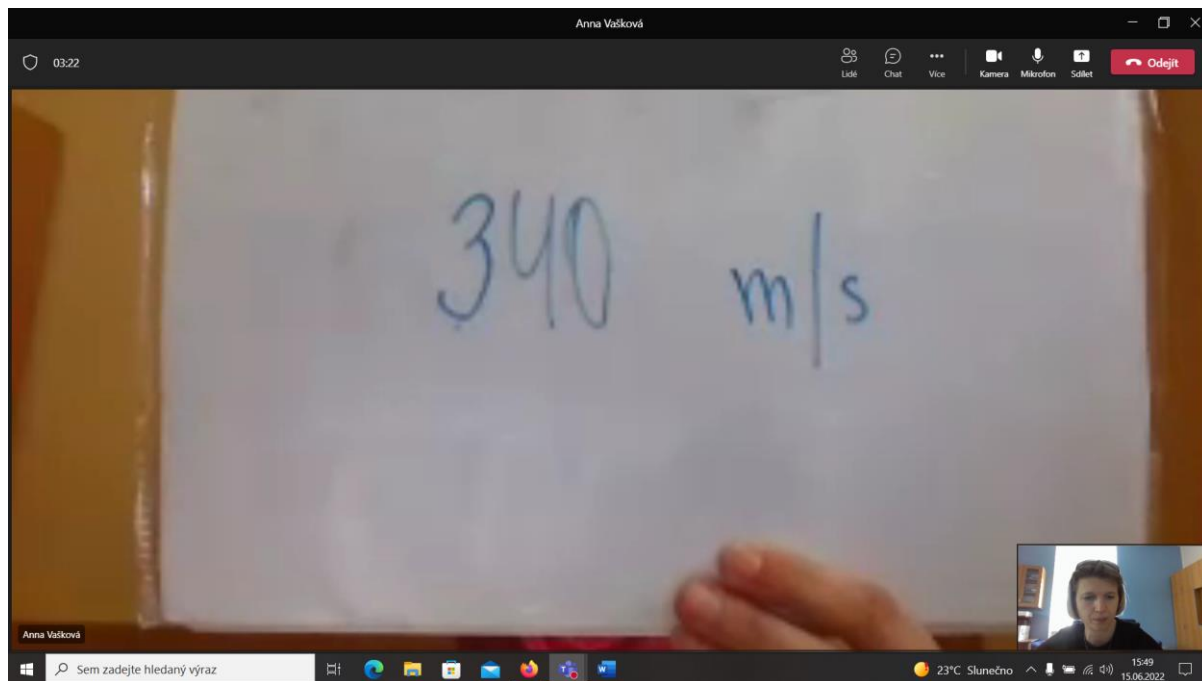 Anna Vašková
03:22
Lidé Chat Více Kamera Mikrofon Sdílet Odejít
340 m/s
Anna Vašková
Sem zadejte hledaný výraz
23°C Slunečno
15:49
15.06.2022